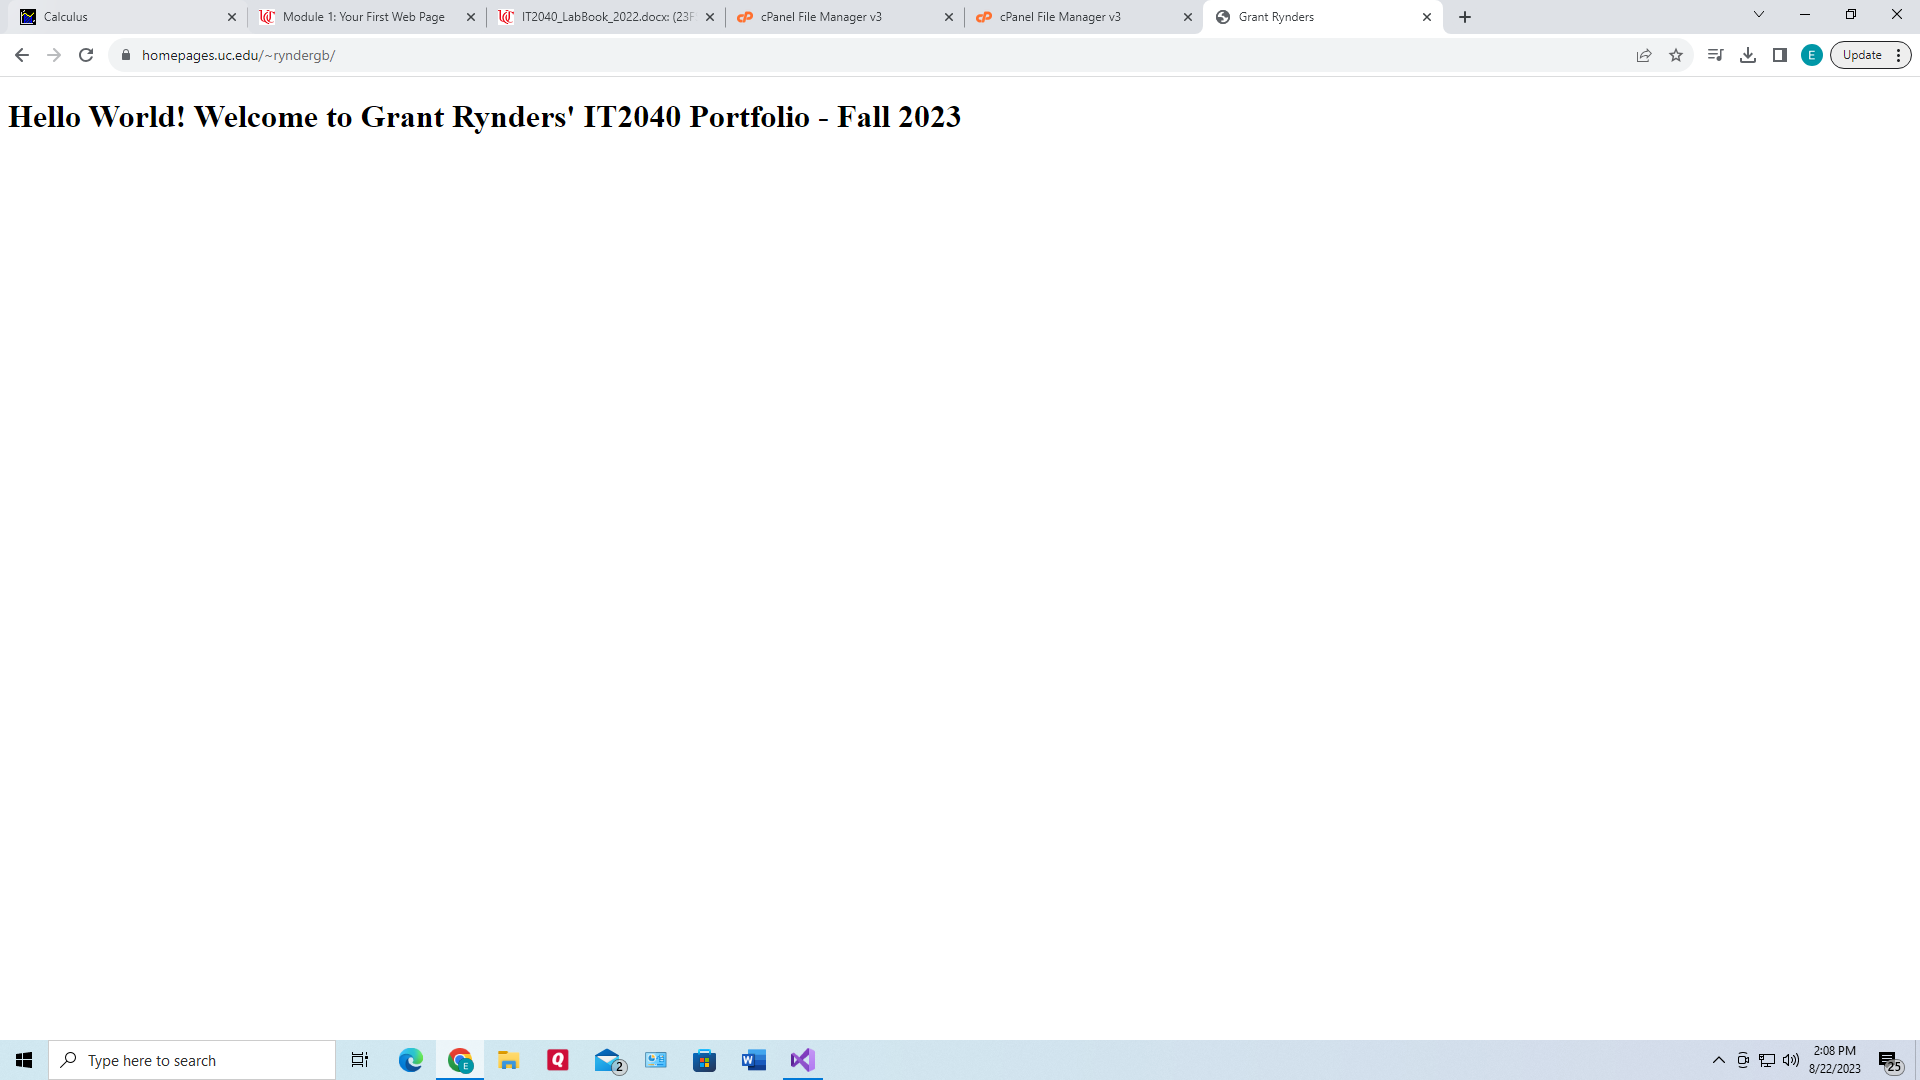 Calculus
Module 1: Your First Web Page
IT2040_LabBook_2022.docx: (23F
cPanel File Manager v3
cPanel File Manager v3
Grant Rynders
homepages.uc.edu/~ryndergb/
E
Update
Hello World! Welcome to Grant Rynders' IT2040 Portfolio - Fall 2023
Type here to search
E
Q
2
W
2:08 PM
8/22/2023
25